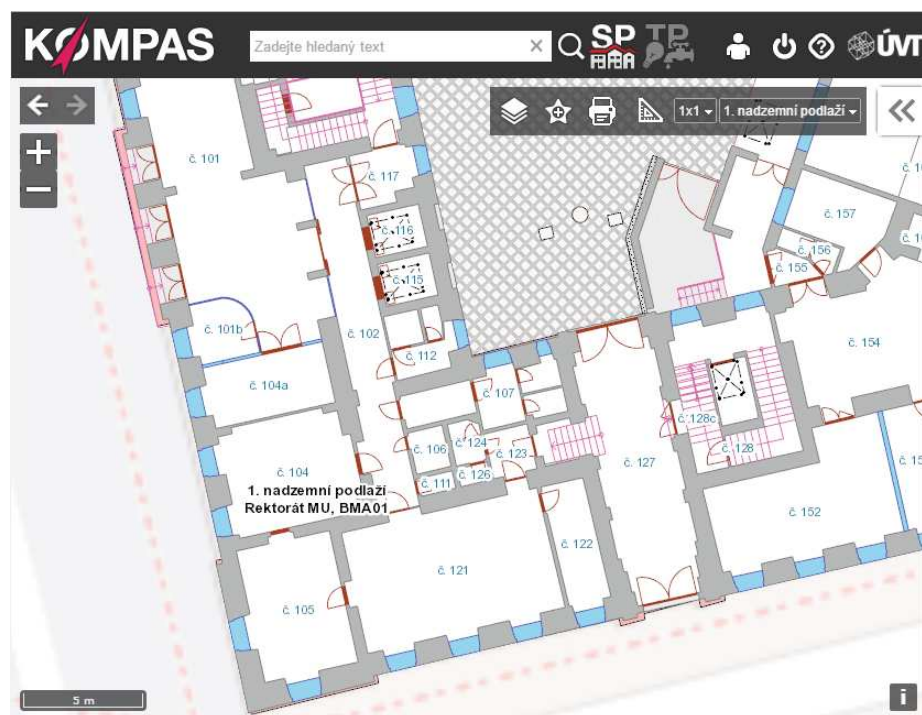 KOMPAS
Zadejte hledaný text
SP
TP
ÚVT
1x1
1. nadzemní podlaží
č. 101
č. 117
č. 116
č. 115
č. 157
č. 156
č. 155
č. 101b
č. 102
č. 112
č. 154
č. 104a
č. 107
č. 128c
č. 106
č. 124
č. 123
č. 127
č. 128
č. 104
č. 111
č. 126
1. nadzemní podlaží
Rektorát MU, BMA01
č. 152
č. 122
č. 121
č. 105
5 m